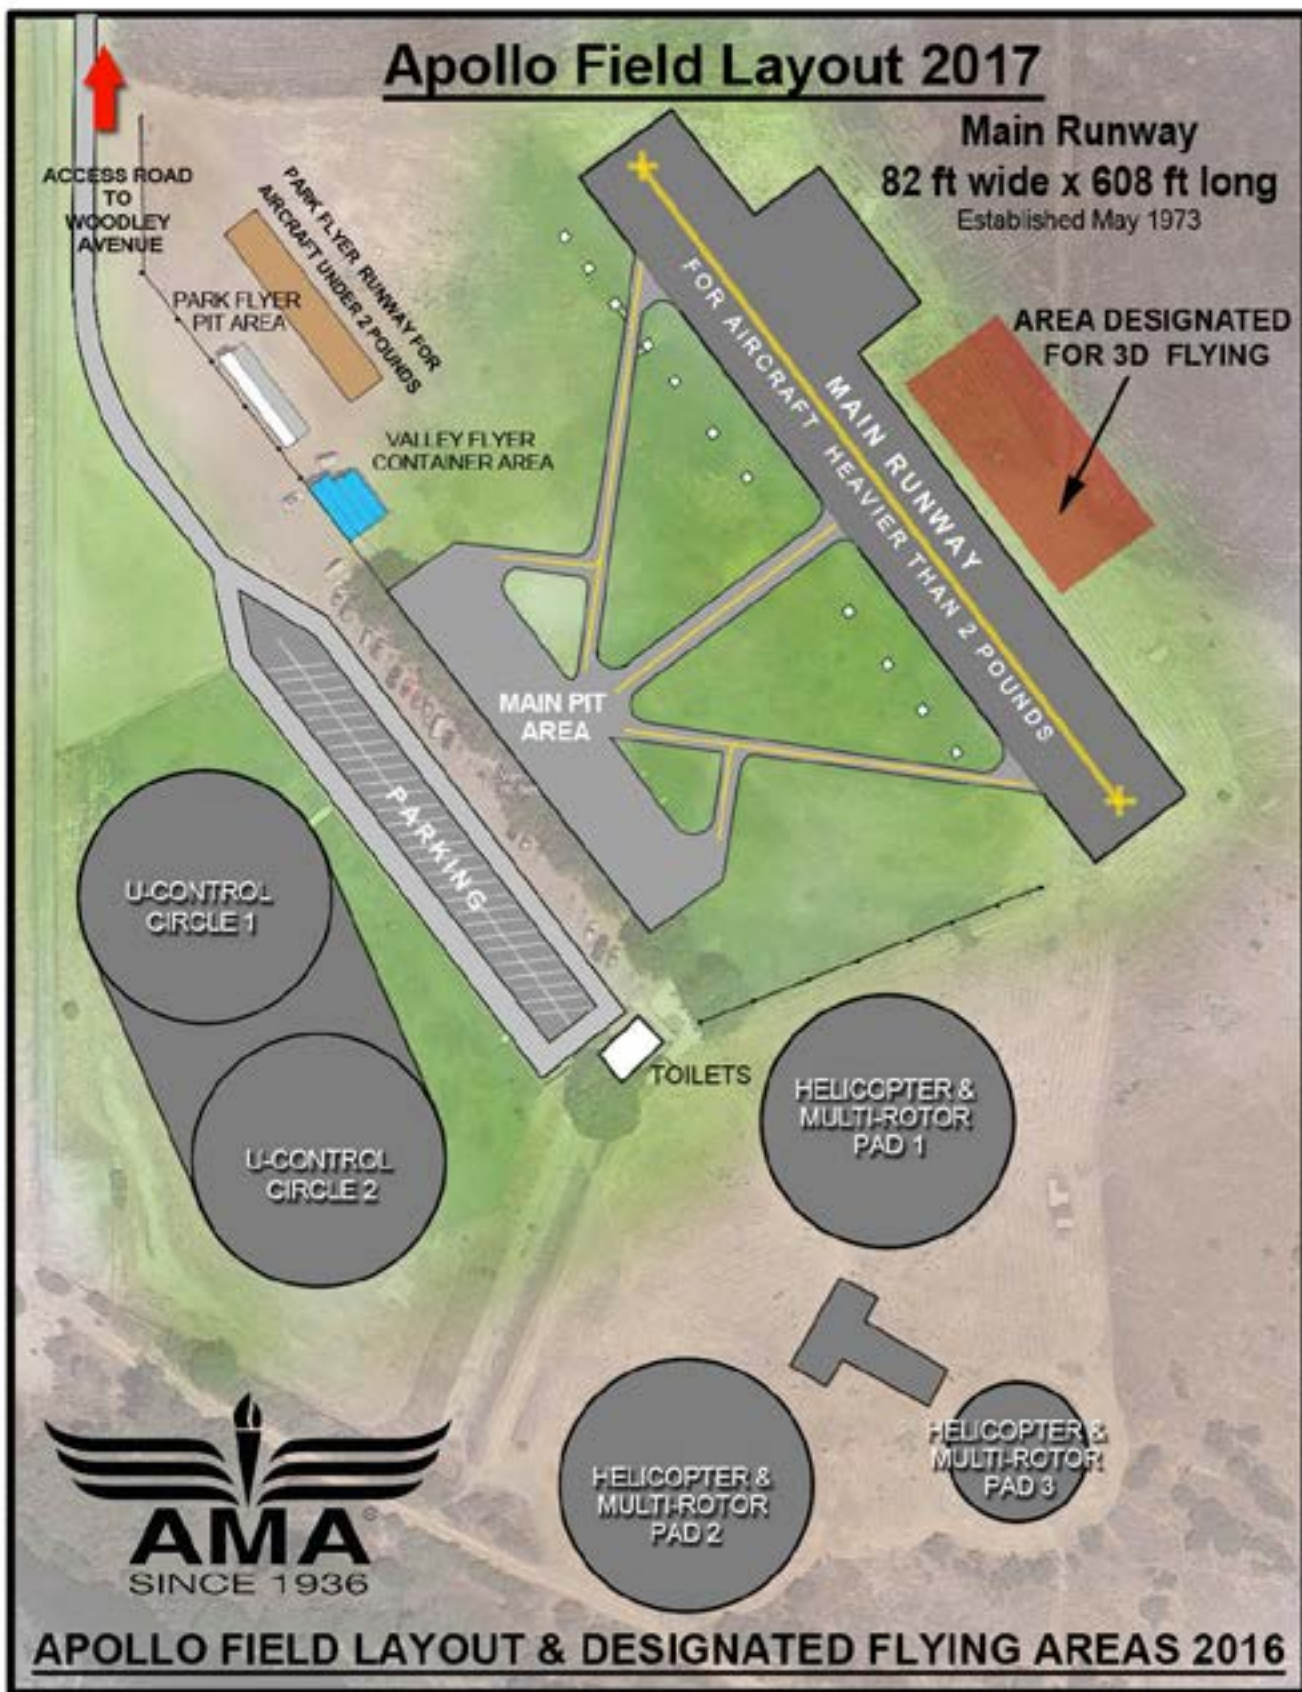 Apollo Field Layout 2017
Main Runway
82 ft wide x 608 ft long
Established May 1973
ACCESS ROAD
TO
WOODLEY
AVENUE
PARK FLYER RUNWAY FOR
AIRCRAFT UNDER 2 POUNDS
PARK FLYER
PIT AREA
AREA DESIGNATED
FOR 3D FLYING
MAIN RUNWAY
FOR AIRCRAFT HEAVIER THAN 2 POUNDS
VALLEY FLYER
CONTAINER AREA
MAIN PIT
AREA
PARKING
U-CONTROL
CIRCLE 1
U-CONTROL
CIRCLE 2
TOILETS
HELICOPTER &
MULTI-ROTOR
PAD 1
HELICOPTER &
MULTI-ROTOR
PAD 2
HELICOPTER &
MULTI-ROTOR
PAD 3
AMA®
SINCE 1936
APOLLO FIELD LAYOUT & DESIGNATED FLYING AREAS 2016